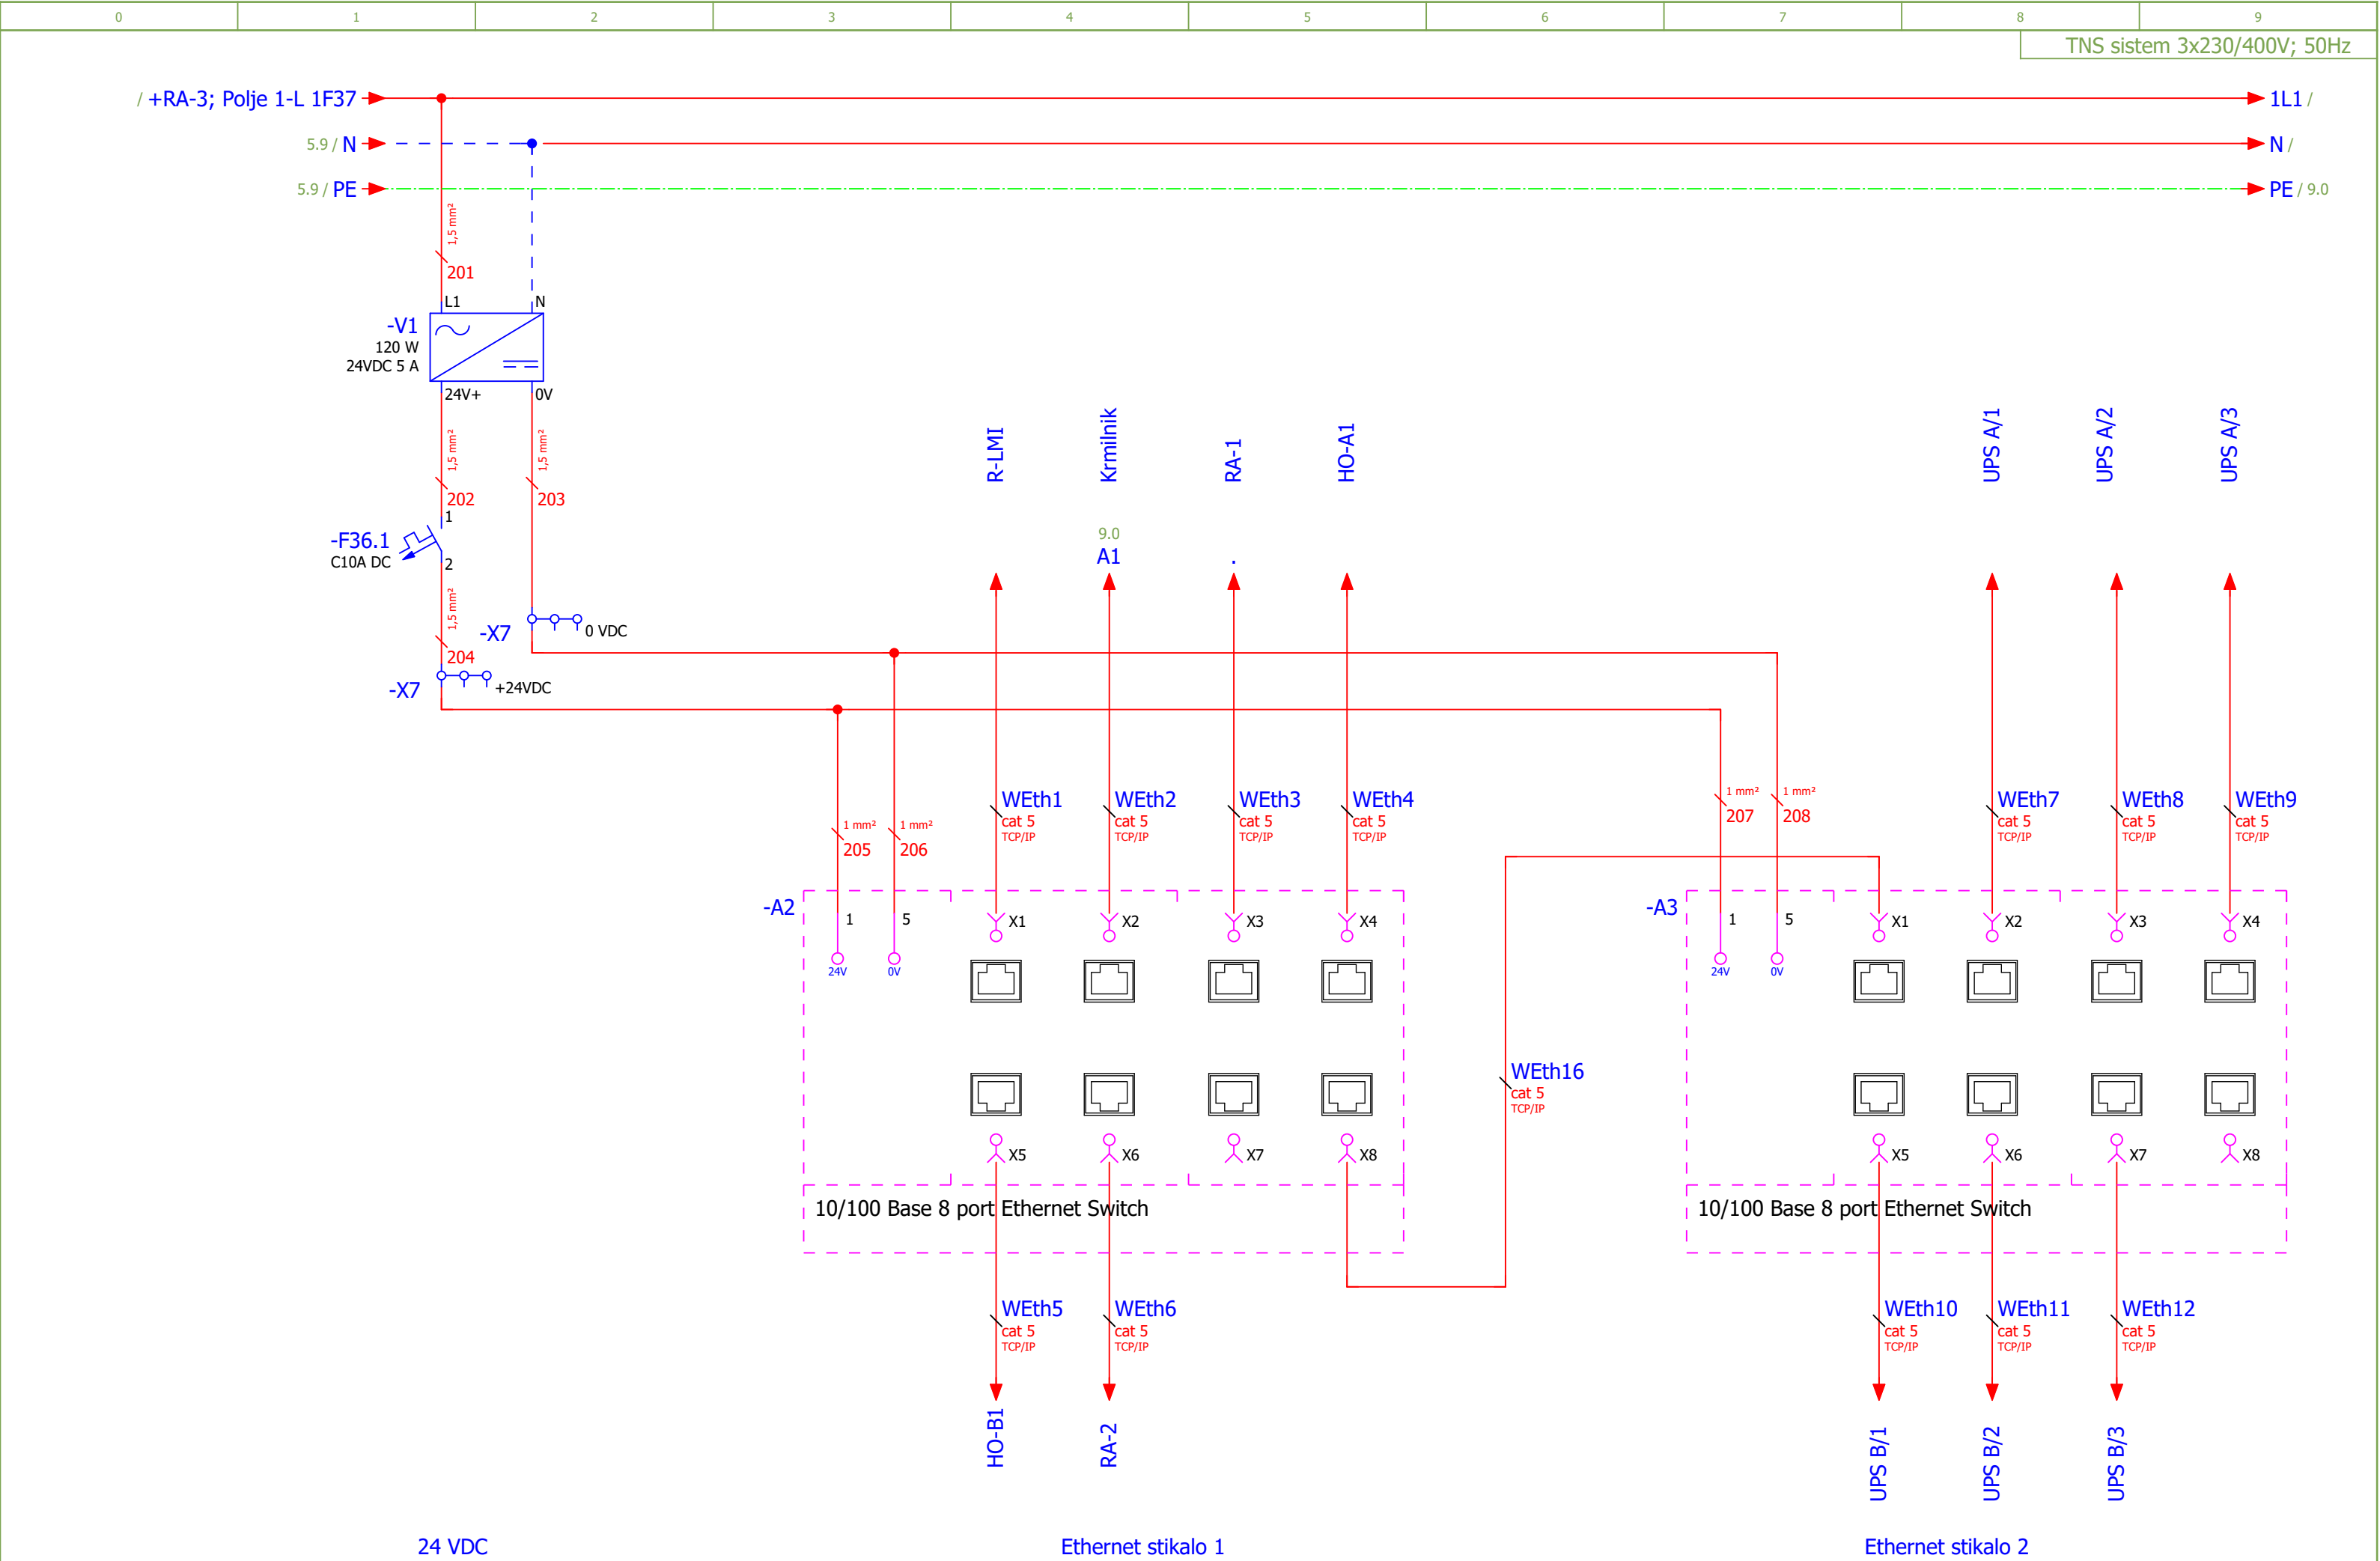 0 1 2 3 4 5 6 7 8 9
TNS sistem 3x230/400V; 50Hz
/ +RA-3; Polje 1-L 1F37
1L1 /
5.9 / N
N /
5.9 / PE
PE / 9.0
1,5 mm²
201
L1
N
-V1
120 W
24VDC 5 A
24V+
0V
1,5 mm²
202
1,5 mm²
203
1
-F36.1
C10A DC
2
1,5 mm²
204
-X7
0 VDC
-X7
+24VDC
R-LMI
Krmilnik
RA-1
HO-A1
UPS A/1
UPS A/2
UPS A/3
9.0
A1
.
1 mm²
205
1 mm²
206
WEth1
cat 5
TCP/IP
WEth2
cat 5
TCP/IP
WEth3
cat 5
TCP/IP
WEth4
cat 5
TCP/IP
1 mm²
207
1 mm²
208
WEth7
cat 5
TCP/IP
WEth8
cat 5
TCP/IP
WEth9
cat 5
TCP/IP
-A2
1
5
X1
X2
X3
X4
24V
0V
X5
X6
X7
X8
10/100 Base 8 port Ethernet Switch
WEth16
cat 5
TCP/IP
-A3
1
5
X1
X2
X3
X4
24V
0V
X5
X6
X7
X8
10/100 Base 8 port Ethernet Switch
WEth5
cat 5
TCP/IP
WEth6
cat 5
TCP/IP
WEth10
cat 5
TCP/IP
WEth11
cat 5
TCP/IP
WEth12
cat 5
TCP/IP
HO-B1
RA-2
UPS B/1
UPS B/2
UPS B/3
24 VDC
Ethernet stikalo 1
Ethernet stikalo 2